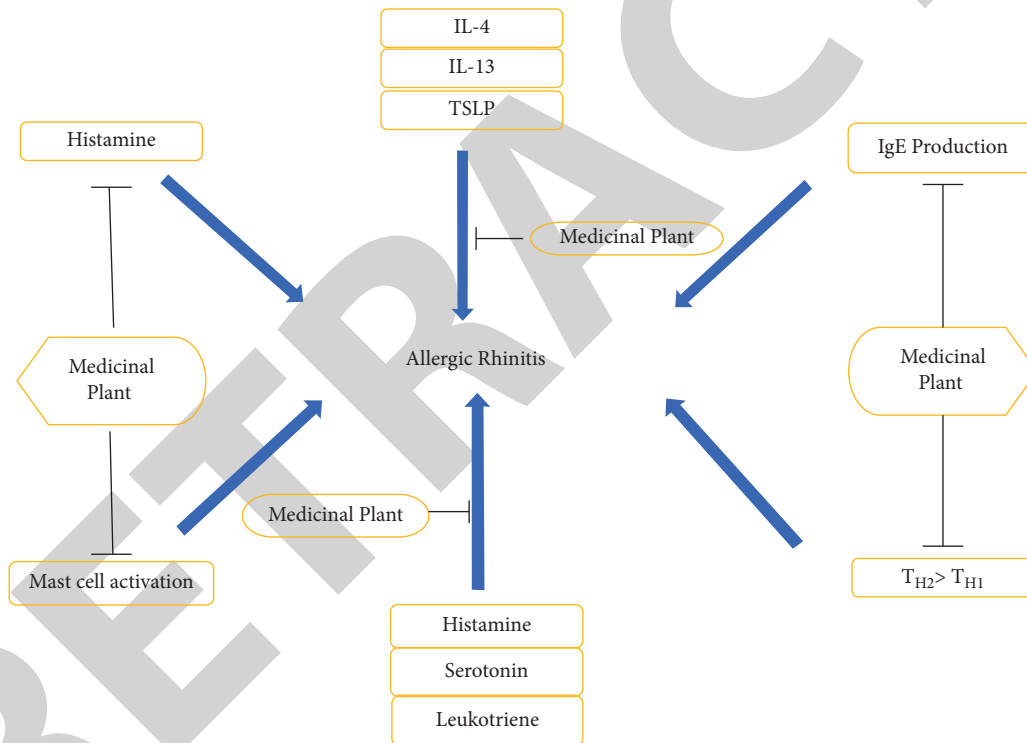 IL-4
IL-13
TSLP
Histamine
IgE Production
Medicinal Plant
Allergic Rhinitis
Medicinal
Plant
Medicinal
Plant
Medicinal Plant
Mast cell activation
TH2> TH1
Histamine
Serotonin
Leukotriene
RETRAC